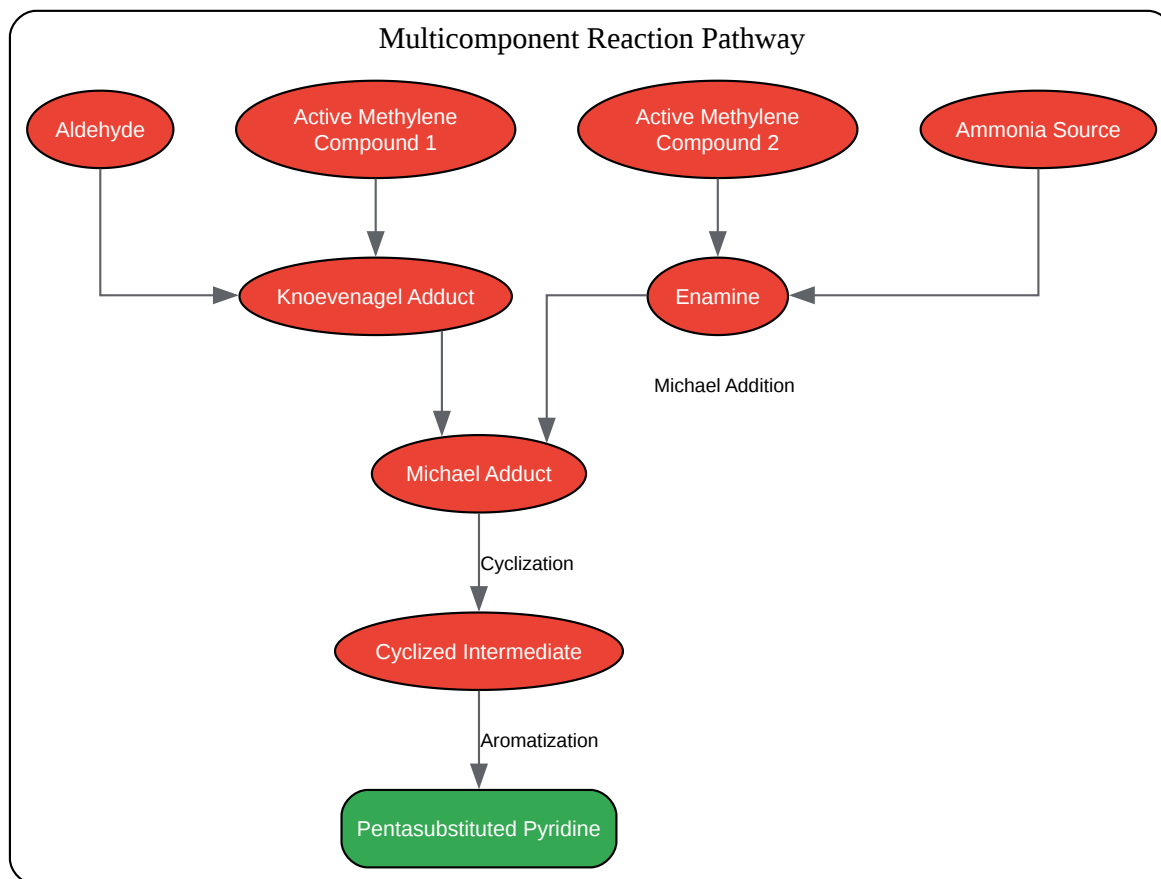 Multicomponent Reaction Pathway
Aldehyde
Active Methylene
Compound 1
Active Methylene
Compound 2
Ammonia Source
Knoevenagel Adduct
Enamine
Michael Addition
Michael Adduct
Cyclization
Cyclized Intermediate
Aromatization
Pentasubstituted Pyridine